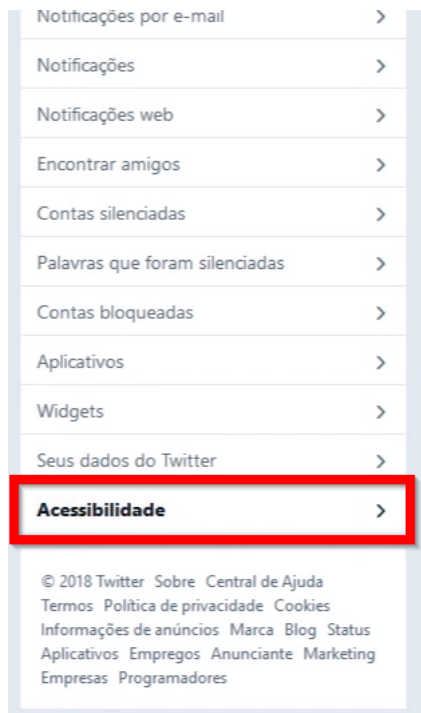 Notificações por e-mail
Notificações
Notificações web
Encontrar amigos
Contas silenciadas
Palavras que foram silenciadas
Contas bloqueadas
Aplicativos
Widgets
Seus dados do Twitter
Acessibilidade
© 2018 Twitter Sobre Central de Ajuda
Termos Política de privacidade Cookies
Informações de anúncios Marca Blog Status
Aplicativos Empregos Anunciante Marketing
Empresas Programadores